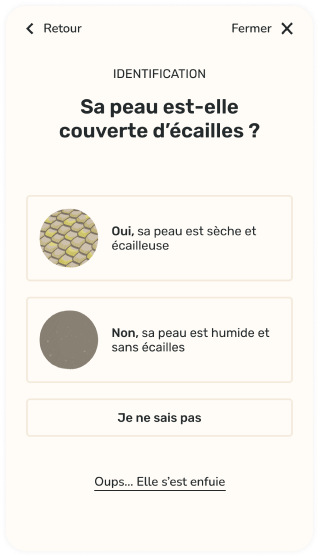 Retour
Fermer
IDENTIFICATION
Sa peau est-elle
couverte d’écailles ?
Oui, sa peau est sèche et
écailleuse
Non, sa peau est humide et
sans écailles
Je ne sais pas
Oups... Elle s’est enfuie